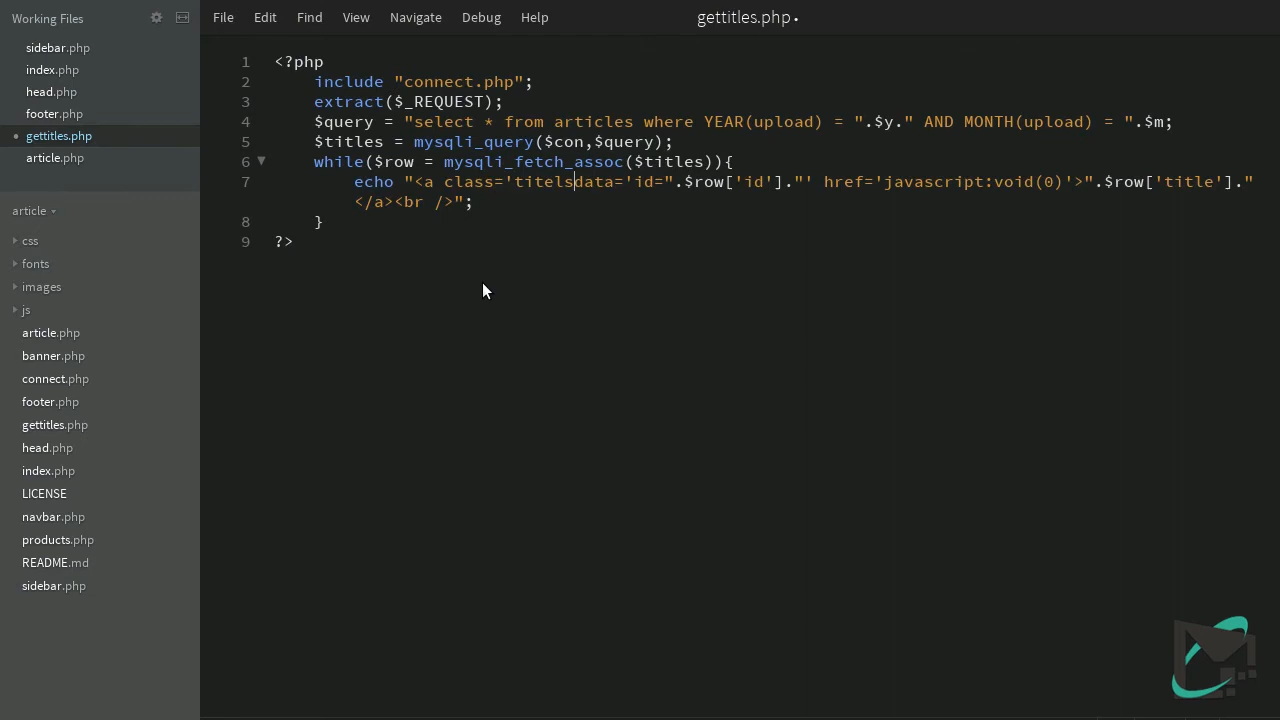 Working Files
sidebar.php
index.php
head.php
footer.php
gettitles.php
article.php
article
css
fonts
images
js
article.php
banner.php
connect.php
footer.php
gettitles.php
head.php
index.php
LICENSE
navbar.php
products.php
README.md
sidebar.php
File Edit Find View Navigate Debug Help
gettitles.php •
1 <?php
2 include "connect.php";
3 extract($_REQUEST);
4 $query = "select * from articles where YEAR(upload) = ".$y." AND MONTH(upload) = ".$m;
5 $titles = mysqli_query($con,$query);
6 while($row = mysqli_fetch_assoc($titles)){
7 echo "<a class='titelsdata='id=".$row['id']."' href='javascript:void(0)'>".$row['title']."
</a><br />";
8 }
9 ?>